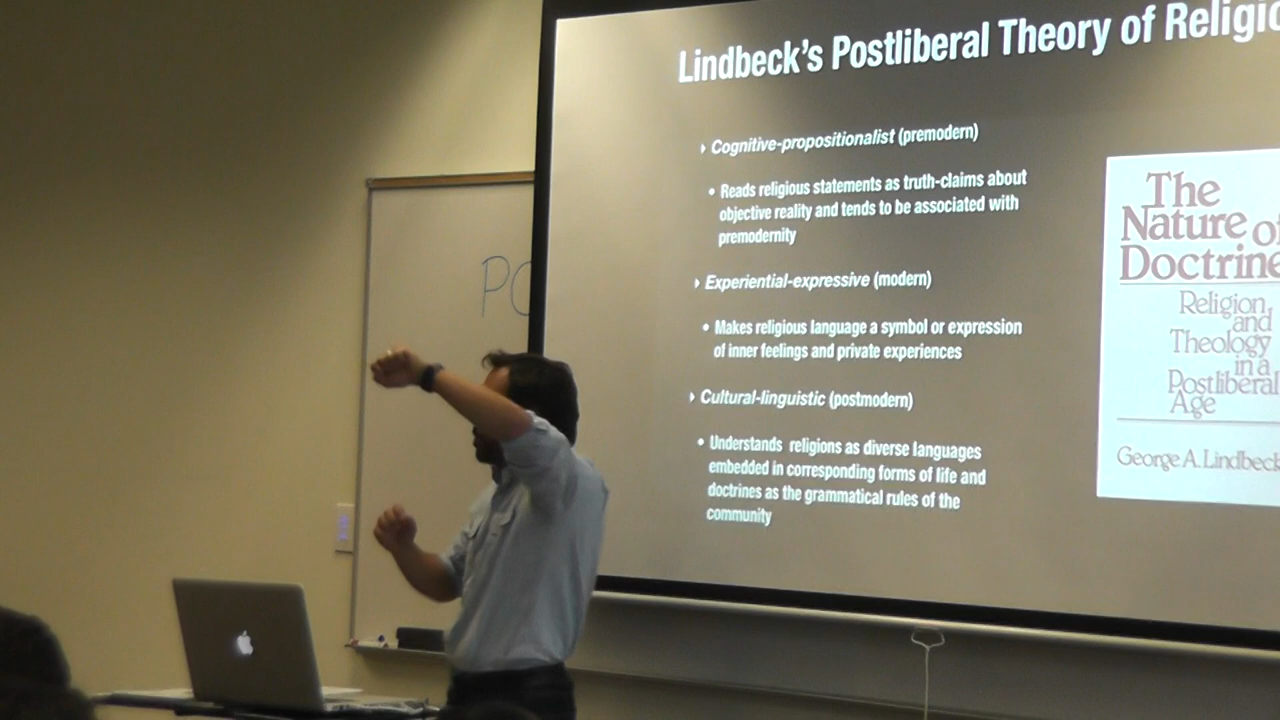 Lindbeck's Postliberal Theory of Religio
Cognitive-propositionalist (premodern)
Reads religious statements as truth-claims about
objective reality and tends to be associated with
premodernity
Experiential-expressive (modern)
Makes religious language a symbol or expression
of inner feelings and private experiences
Cultural-linguistic (postmodern)
Understands religions as diverse languages
embedded in corresponding forms of life and
doctrines as the grammatical rules of the
community
The
Nature of
Doctrine
Religion
and
Theology
in a
Postliberal
Age
George A. Lindbeck
PO